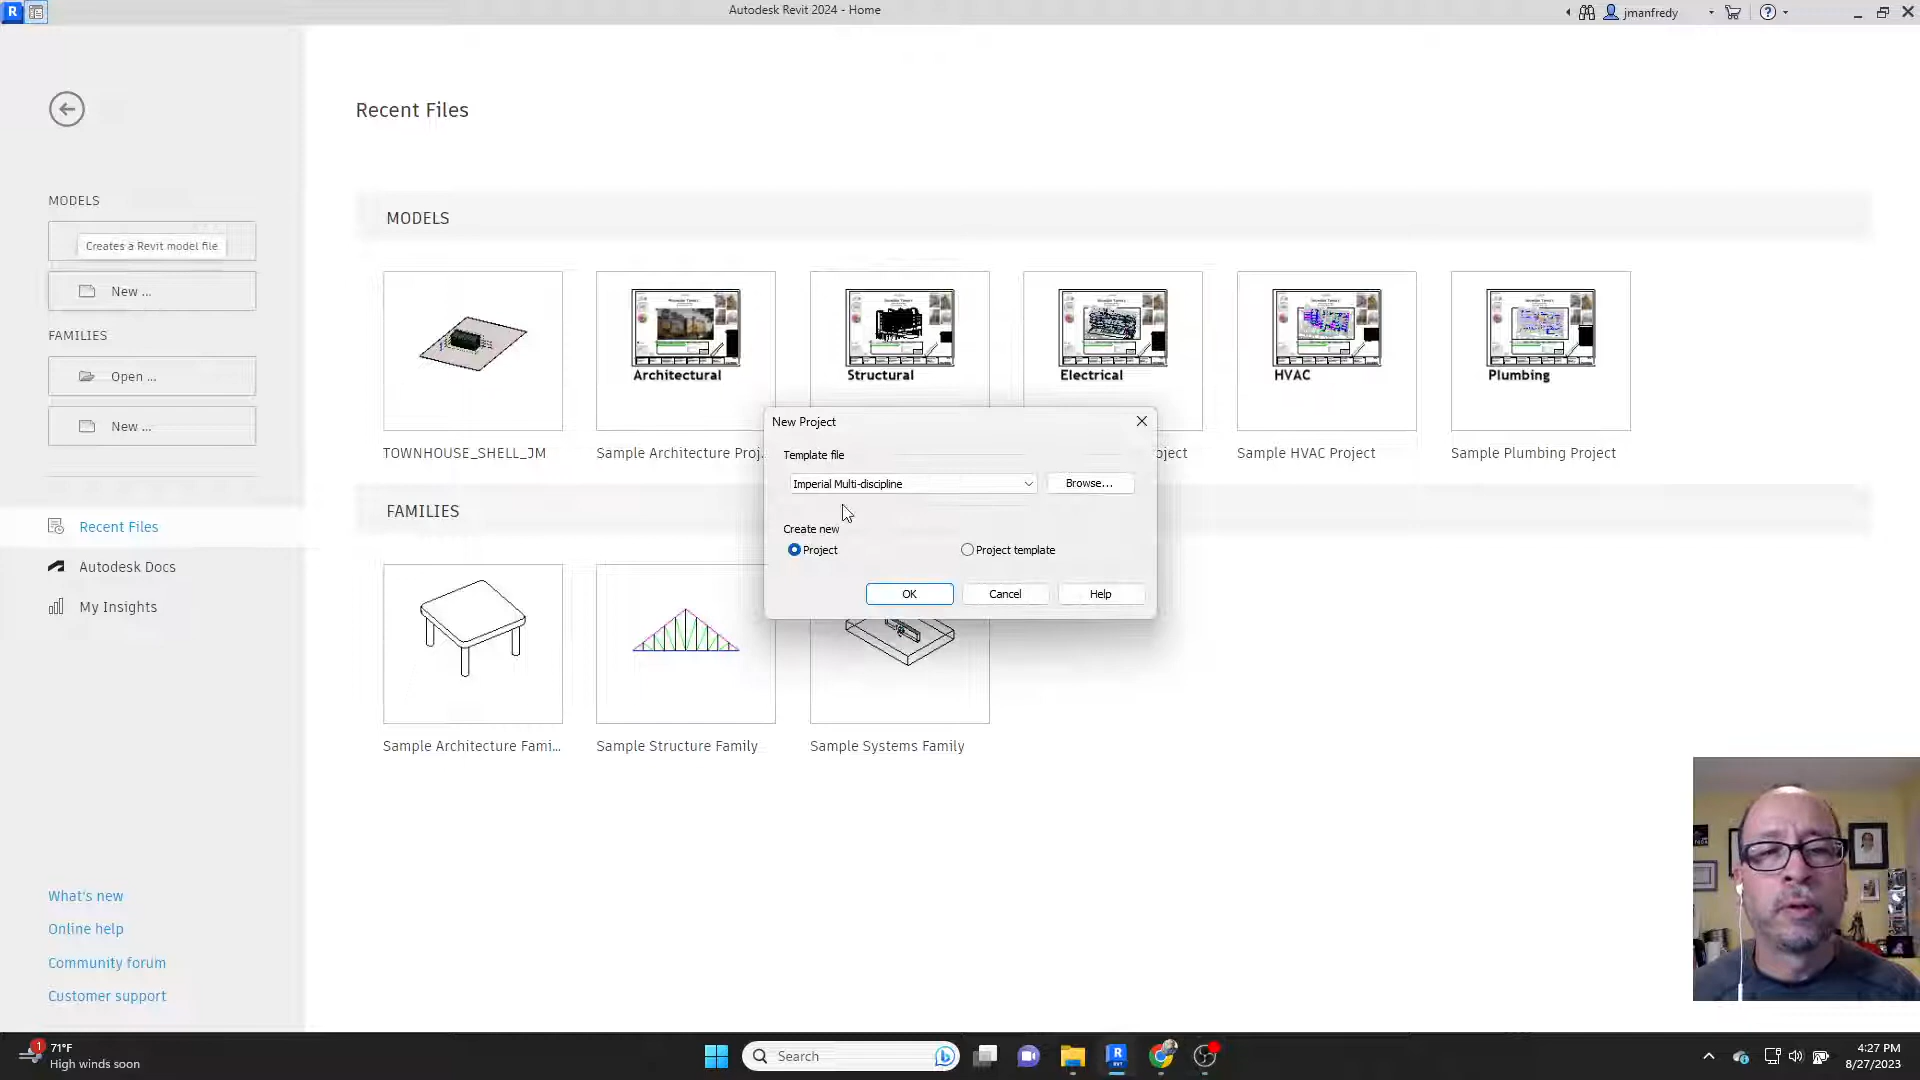 R
Autodesk Revit 2024 - Home
jmanfredy
Recent Files
MODELS
Creates a Revit model file
New ...
FAMILIES
Open ...
New ...
Recent Files
Autodesk Docs
My Insights
What's new
Online help
Community forum
Customer support
MODELS
Architectural
Structural
Electrical
HVAC
Plumbing
TOWNHOUSE_SHELL_JM
Sample Architecture Proj
oject
Sample HVAC Project
Sample Plumbing Project
FAMILIES
Sample Architecture Fami...
Sample Structure Family
Sample Systems Family
New Project
Template file
Imperial Multi-discipline
Browse...
Create new
Project
Project template
OK
Cancel
Help
1
71°F
High winds soon
Search
R
4:27 PM
8/27/2023